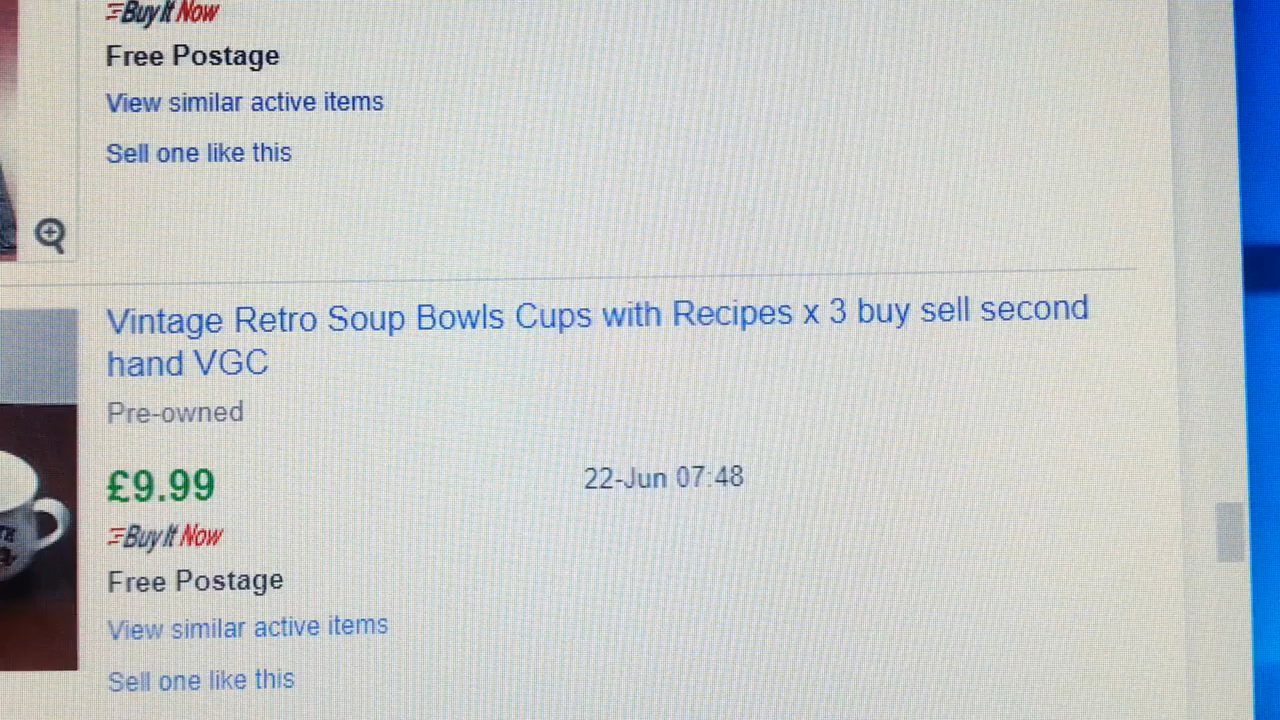 Buy It Now
Free Postage
View similar active items
Sell one like this
Vintage Retro Soup Bowls Cups with Recipes x 3 buy sell second
hand VGC
Pre-owned
£9.99
22-Jun 07:48
Buy It Now
Free Postage
View similar active items
Sell one like this